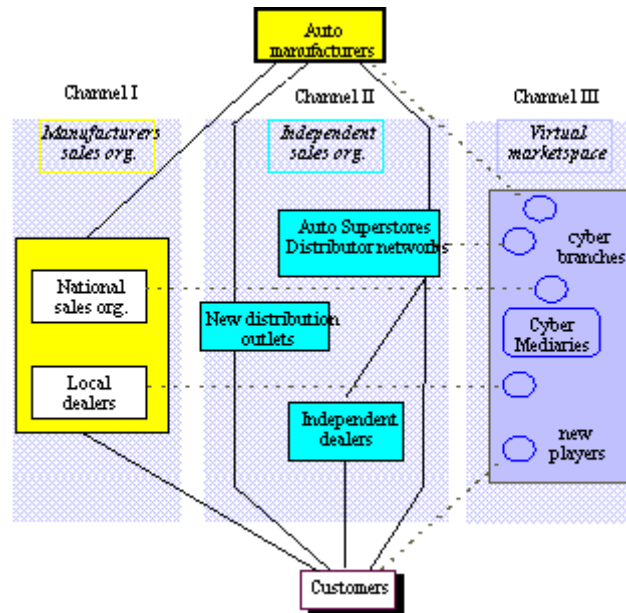 Auto
manufacturers
Channel I
Channel II
Channel III
Manufacturers
sales org.
Independent
sales org.
Virtual
marketspace
Auto Superstores
Distributor networks
cyber
branches
National
sales org.
New distribution
outlets
Cyber
Mediaries
Local
dealers
Independent
dealers
new
players
Customers